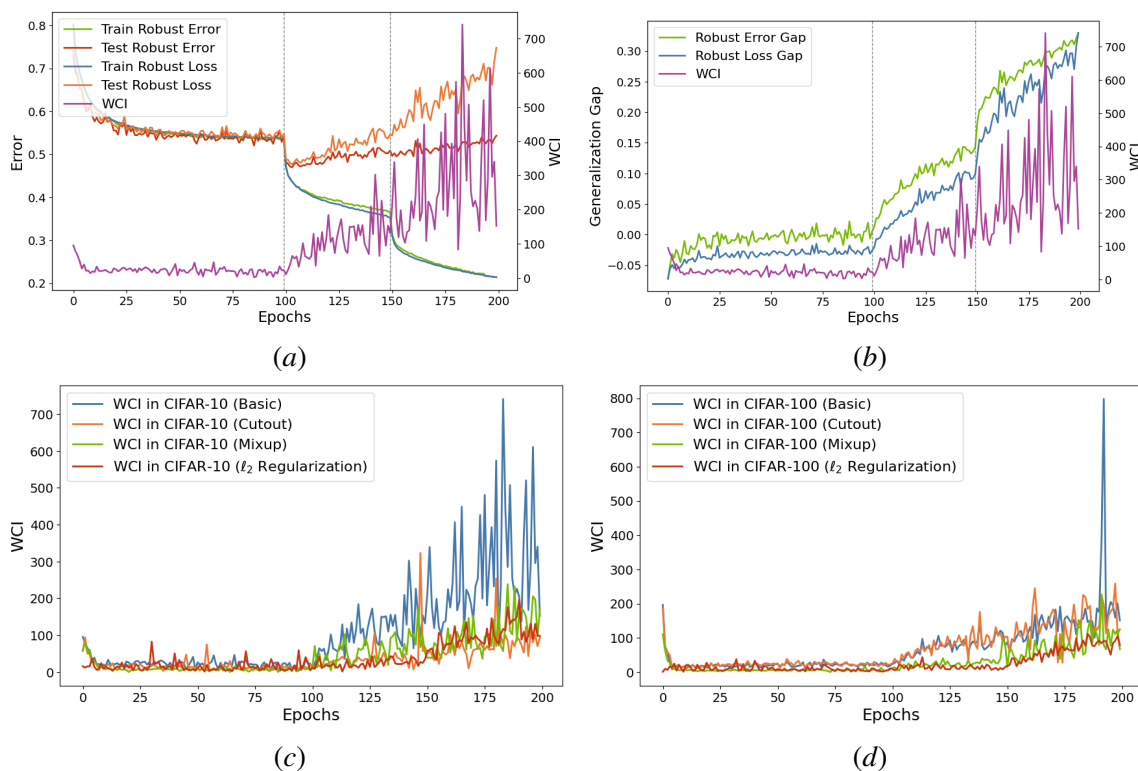 Train Robust Error
Test Robust Error
Train Robust Loss
Test Robust Loss
WCI
0.8
0.7
0.6
0.5
0.4
0.3
0.2
Error
700
600
500
400
300
200
100
0
WCI
0 25 50 75 100 125 150 175 200
Epochs
(a)
Robust Error Gap
Robust Loss Gap
WCI
0.30
0.25
0.20
0.15
0.10
0.05
0.00
−0.05
Generalization Gap
700
600
500
400
300
200
100
0
WCI
0 25 50 75 100 125 150 175 200
Epochs
(b)
WCI in CIFAR-10 (Basic)
WCI in CIFAR-10 (Cutout)
WCI in CIFAR-10 (Mixup)
WCI in CIFAR-10 (ℓ₂ Regularization)
700
600
500
400
300
200
100
0
WCI
0 25 50 75 100 125 150 175 200
Epochs
(c)
WCI in CIFAR-100 (Basic)
WCI in CIFAR-100 (Cutout)
WCI in CIFAR-100 (Mixup)
WCI in CIFAR-100 (ℓ₂ Regularization)
800
700
600
500
400
300
200
100
0
WCI
0 25 50 75 100 125 150 175 200
Epochs
(d)